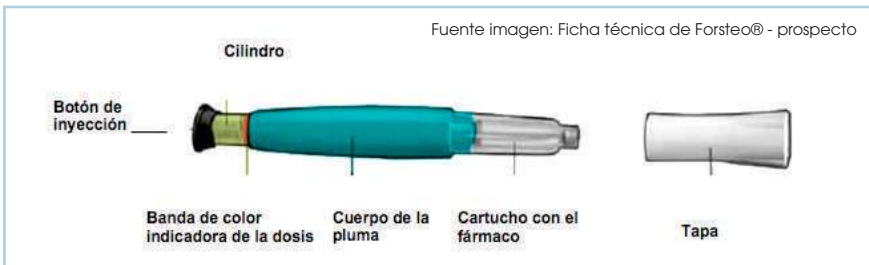 Fuente imagen: Ficha técnica de Forsteo® - prospecto
Cilindro
Botón de
inyección
Banda de color
indicadora de la dosis
Cuerpo de la
pluma
Cartucho con el
fármaco
Tapa